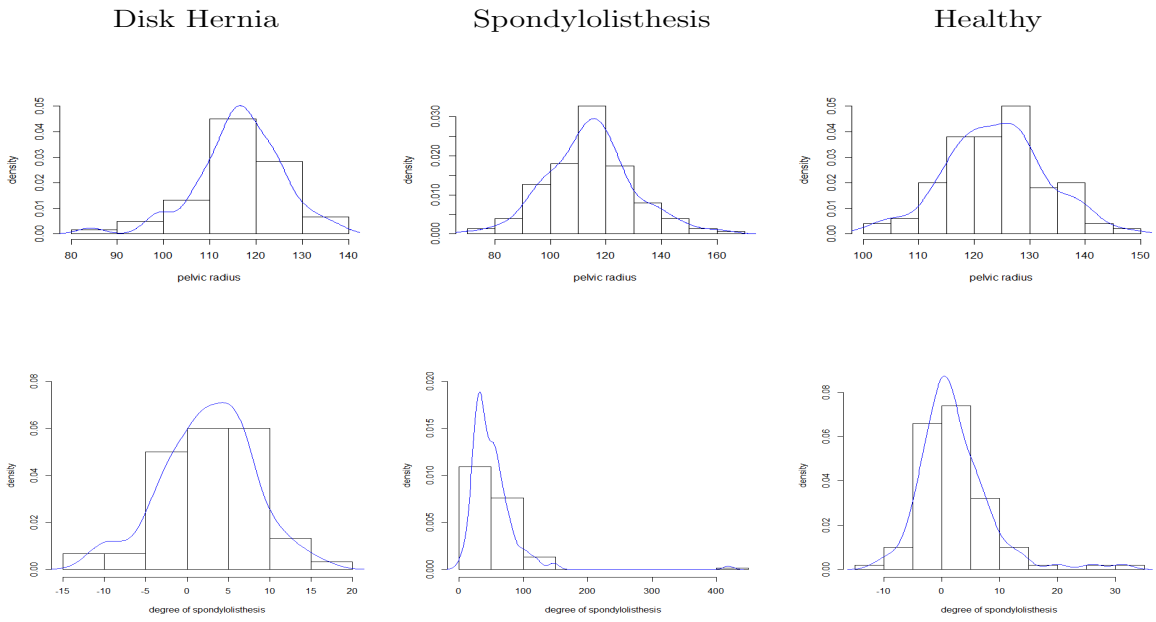 Disk Hernia Spondylolisthesis Healthy
density
0.00 0.01 0.02 0.03 0.04 0.05
80 90 100 110 120 130 140
pelvic radius
density
0.000 0.010 0.020 0.030
80 100 120 140 160
pelvic radius
density
0.00 0.01 0.02 0.03 0.04 0.05
100 110 120 130 140 150
pelvic radius
density
0.00 0.02 0.04 0.06 0.08
-15 -10 -5 0 5 10 15 20
degree of spondylolisthesis
density
0.000 0.005 0.010 0.015 0.020
0 100 200 300 400
degree of spondylolisthesis
density
0.00 0.02 0.04 0.06 0.08
-10 0 10 20 30
degree of spondylolisthesis